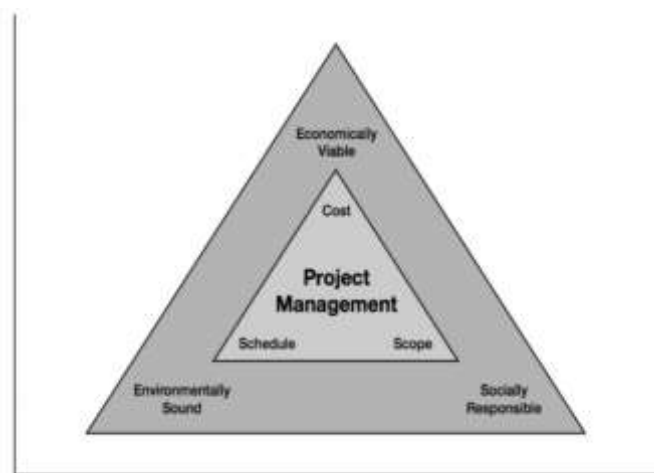 Economically
Viable
Cost
Project
Management
Schedule
Scope
Environmentally
Sound
Socially
Responsible